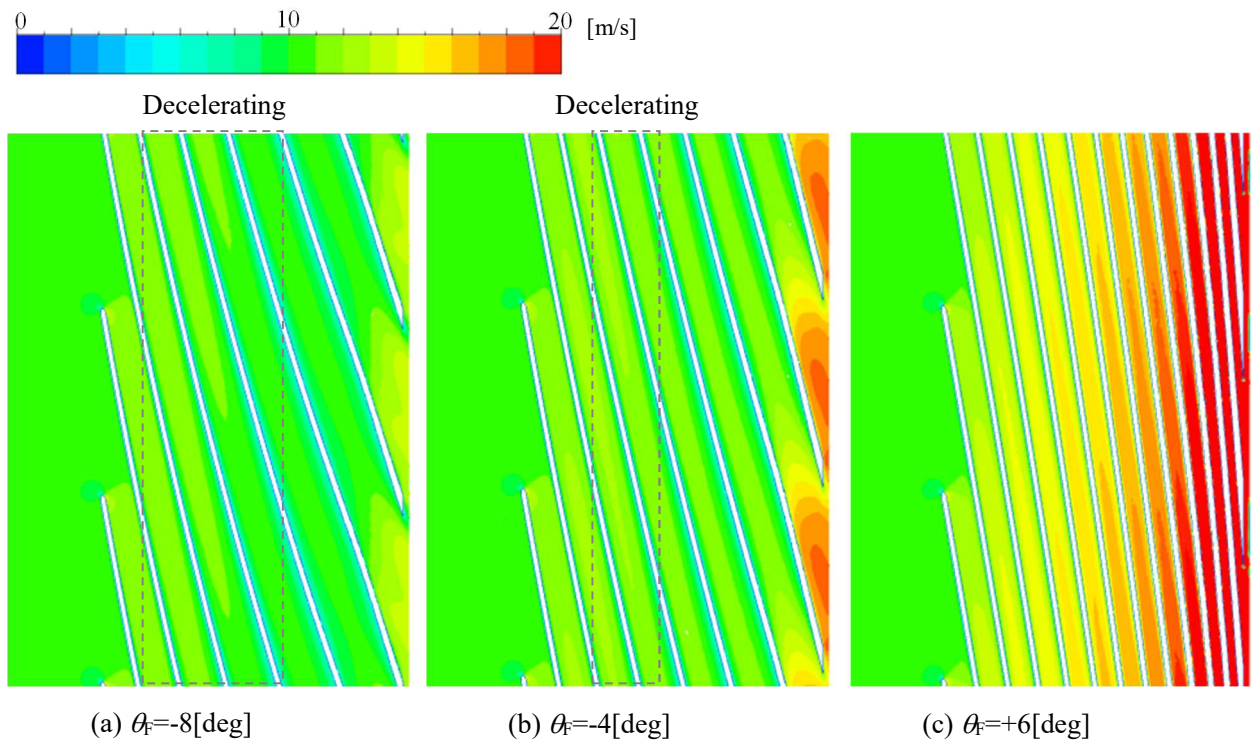 0 10 20 [m/s]
Decelerating Decelerating
(a) θF=-8[deg] (b) θF=-4[deg] (c) θF=+6[deg]